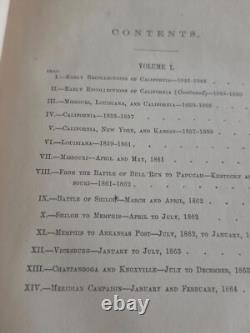 CONTENTS.
VOLUME I.
I.—Early Recollections of California—1846-1848
II.—Early Recollections of California (Continued)—1849-1850
III.—Missouri, Louisiana, and California—1850-1855
IV.—California—1855-1857
V.—California, New York, and Kansas—1857-1859
VI.—Louisiana—1859-1861
VII.—Missouri—April and May, 1861
VIII.—From the Battle of Bull Run to Paducah—Kentucky a
souri—1861-1862
IX.—Battle of Shiloh—March and April, 1862
X.—Shiloh to Memphis—April to July, 1862
XI.—Memphis to Arkansas Post—July, 1862, to January,
XII.—Vicksburg—January to July, 1863
XIII.—Chattanooga and Knoxville—July to December, 1863
XIV.—Meridian Campaign—January and February, 1864